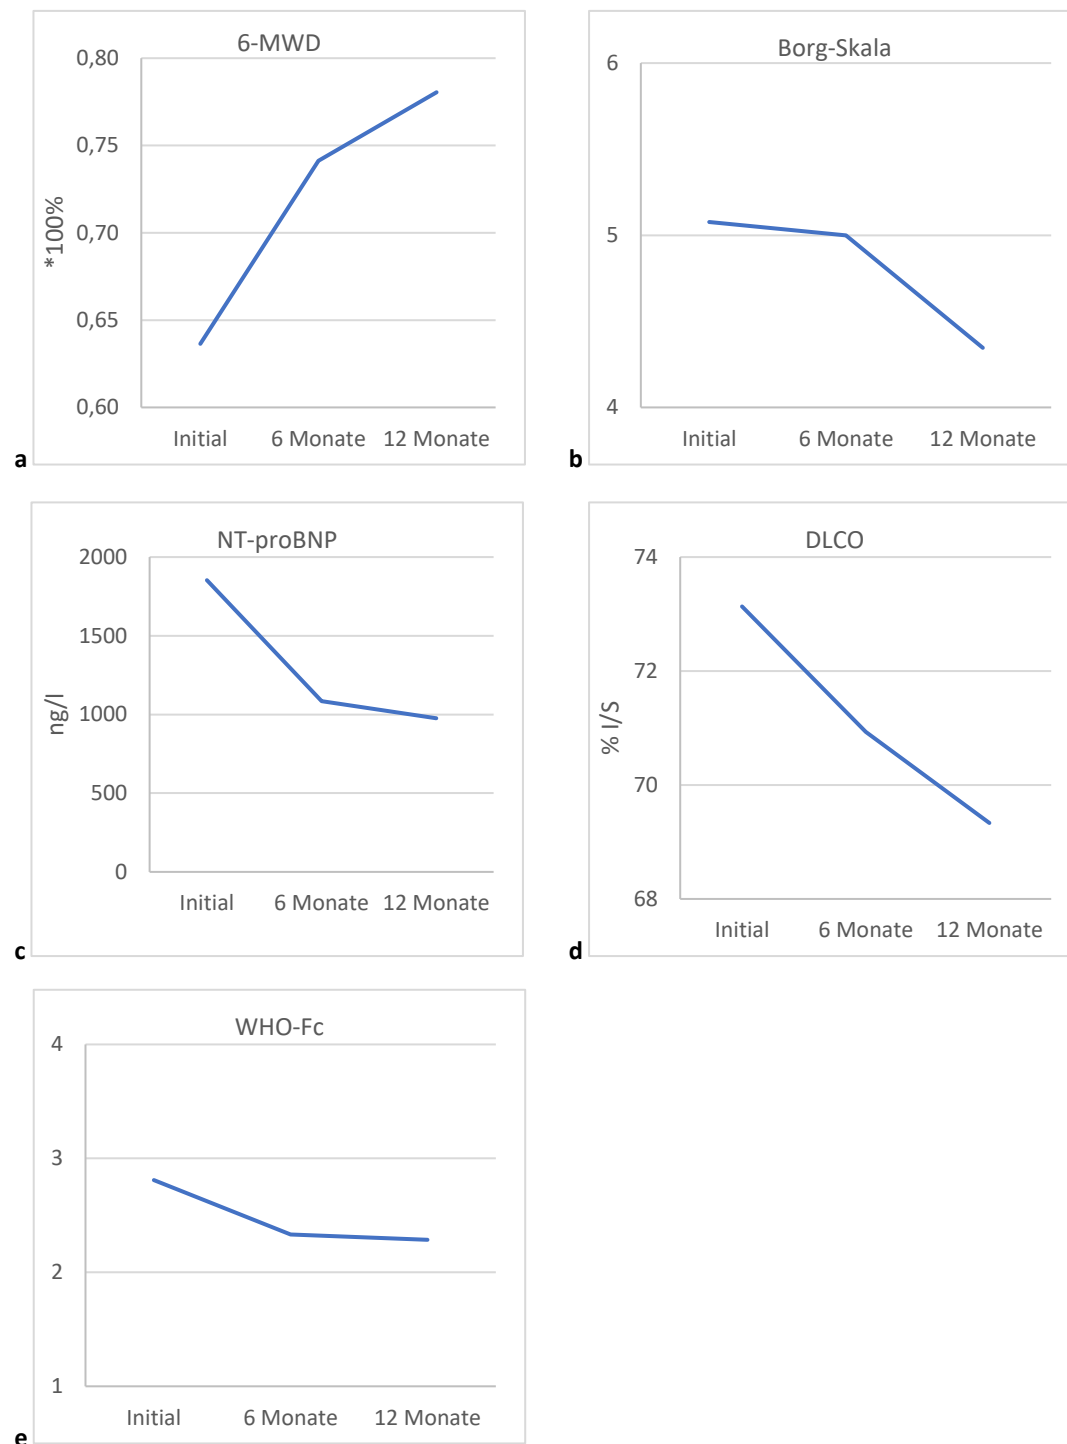 6-MWD
0,80
0,75
0,70
0,65
0,60
*100%
Initial 6 Monate 12 Monate
a
Borg-Skala
6
5
4
Initial 6 Monate 12 Monate
b
NT-proBNP
2000
1500
1000
500
0
ng/l
Initial 6 Monate 12 Monate
c
DLCO
74
72
70
68
% I/S
Initial 6 Monate 12 Monate
d
WHO-Fc
4
3
2
1
Initial 6 Monate 12 Monate
e